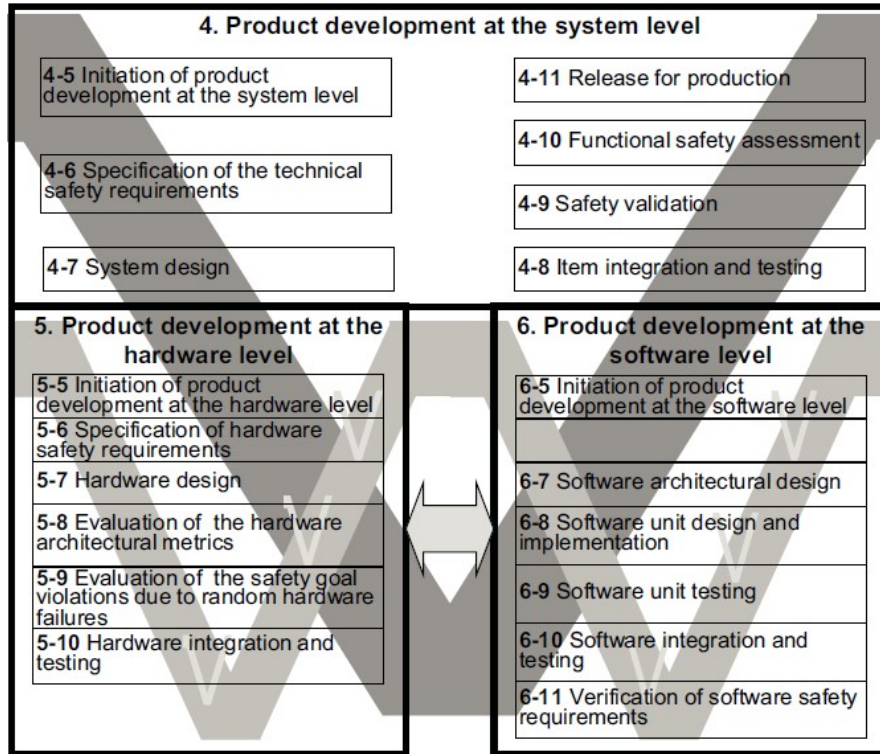 4. Product development at the system level
4-5 Initiation of product
development at the system level
4-6 Specification of the technical
safety requirements
4-7 System design
4-11 Release for production
4-10 Functional safety assessment
4-9 Safety validation
4-8 Item integration and testing
5. Product development at the
hardware level
5-5 Initiation of product
development at the hardware level
5-6 Specification of hardware
safety requirements
5-7 Hardware design
5-8 Evaluation of the hardware
architectural metrics
5-9 Evaluation of the safety goal
violations due to random hardware
failures
5-10 Hardware integration and
testing
6. Product development at the
software level
6-5 Initiation of product
development at the software level
6-7 Software architectural design
6-8 Software unit design and
implementation
6-9 Software unit testing
6-10 Software integration and
testing
6-11 Verification of software safety
requirements